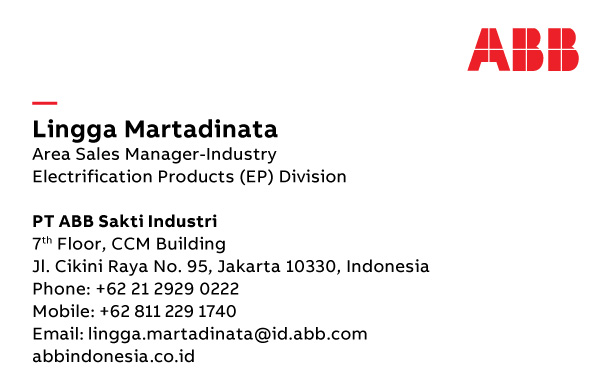 ABB
Lingga Martadinata
Area Sales Manager-Industry
Electrification Products (EP) Division
PT ABB Sakti Industri
7th Floor, CCM Building
Jl. Cikini Raya No. 95, Jakarta 10330, Indonesia
Phone: +62 21 2929 0222
Mobile: +62 811 229 1740
Email: lingga.martadinata@id.abb.com
abbindonesia.co.id